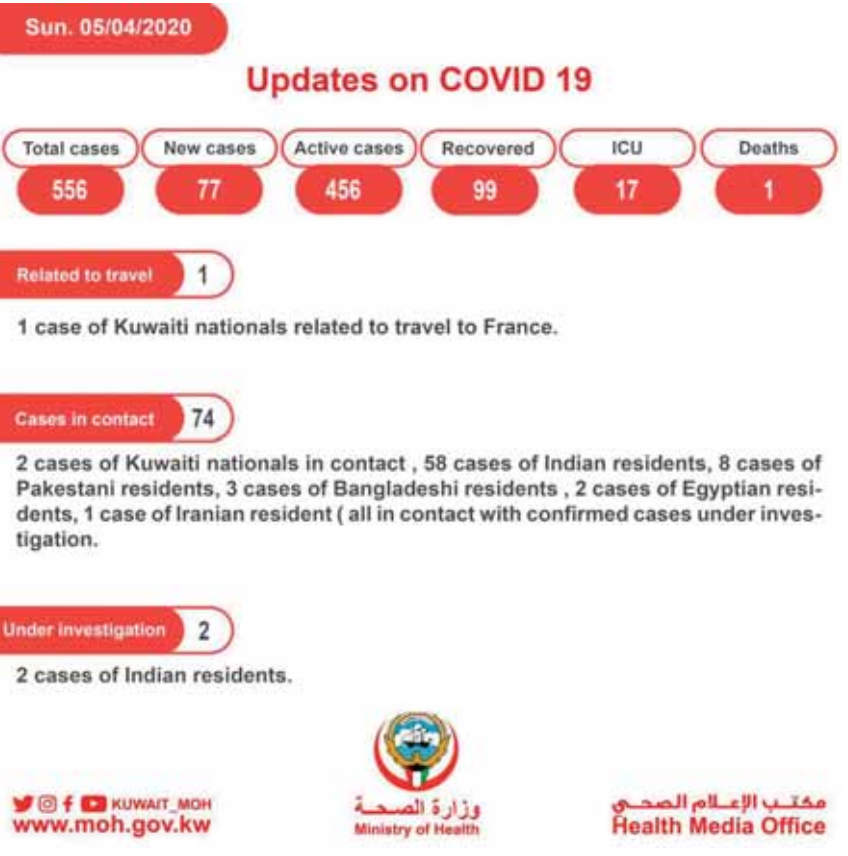 Sun. 05/04/2020
Updates on COVID 19
Total cases
New cases
Active cases
Recovered
ICU
Deaths
556
77
456
99
17
1
Related to travel 1
1 case of Kuwaiti nationals related to travel to France.
Cases in contact 74
2 cases of Kuwaiti nationals in contact , 58 cases of Indian residents, 8 cases of
Pakestani residents, 3 cases of Bangladeshi residents , 2 cases of Egyptian resi-
dents, 1 case of Iranian resident ( all in contact with confirmed cases under inves-
tigation.
Under investigation 2
2 cases of Indian residents.
KUWAIT_MOH
www.moh.gov.kw
وزارة الصحة
Ministry of Health
مكتب الإعلام الصحي
Health Media Office